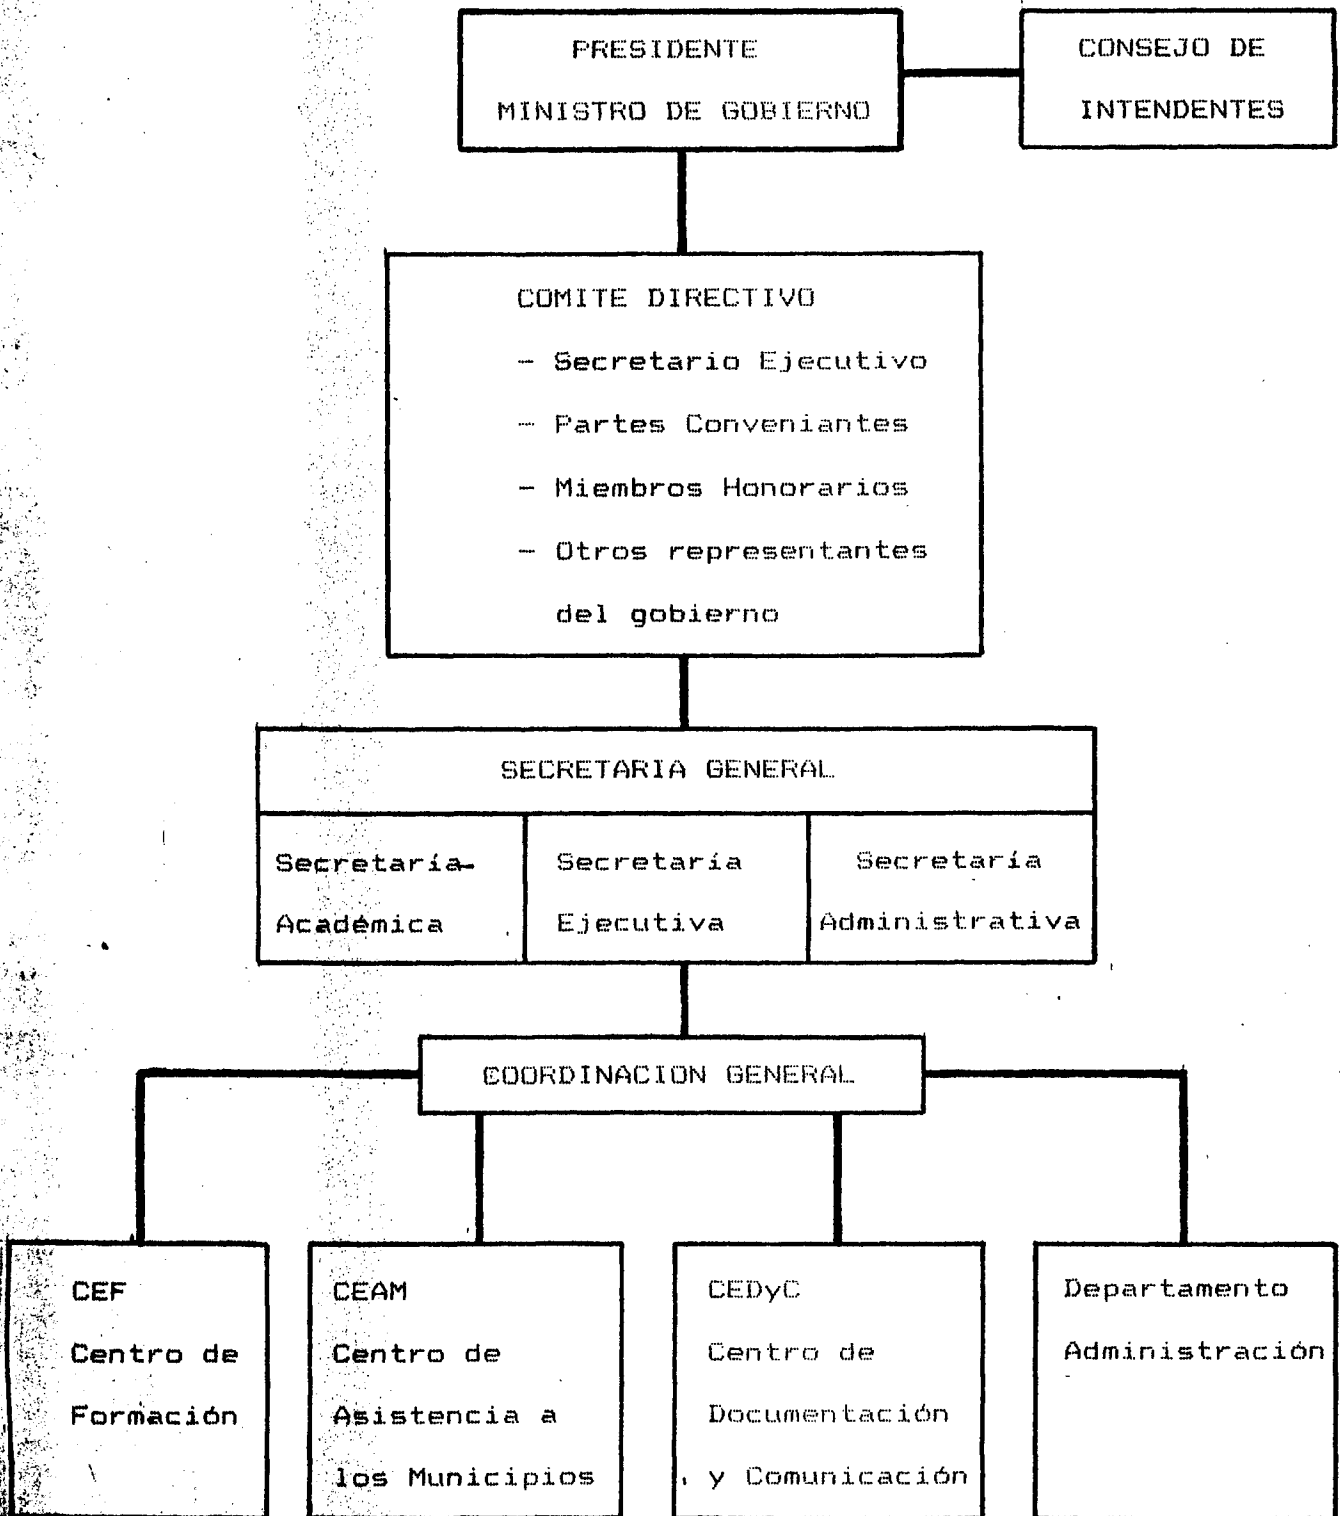 PRESIDENTE
MINISTRO DE GOBIERNO
CONSEJO DE
INTENDENTES
COMITE DIRECTIVO
- Secretario Ejecutivo
- Partes Conveniantes
- Miembros Honorarios
- Otros representantes
del gobierno
SECRETARIA GENERAL
Secretaría
Académica
Secretaría
Ejecutiva
Secretaría
Administrativa
COORDINACION GENERAL
CEF
Centro de
Formación
CEAM
Centro de
Asistencia a
los Municipios
CEDyC
Centro de
Documentación
y Comunicación
Departamento
Administración